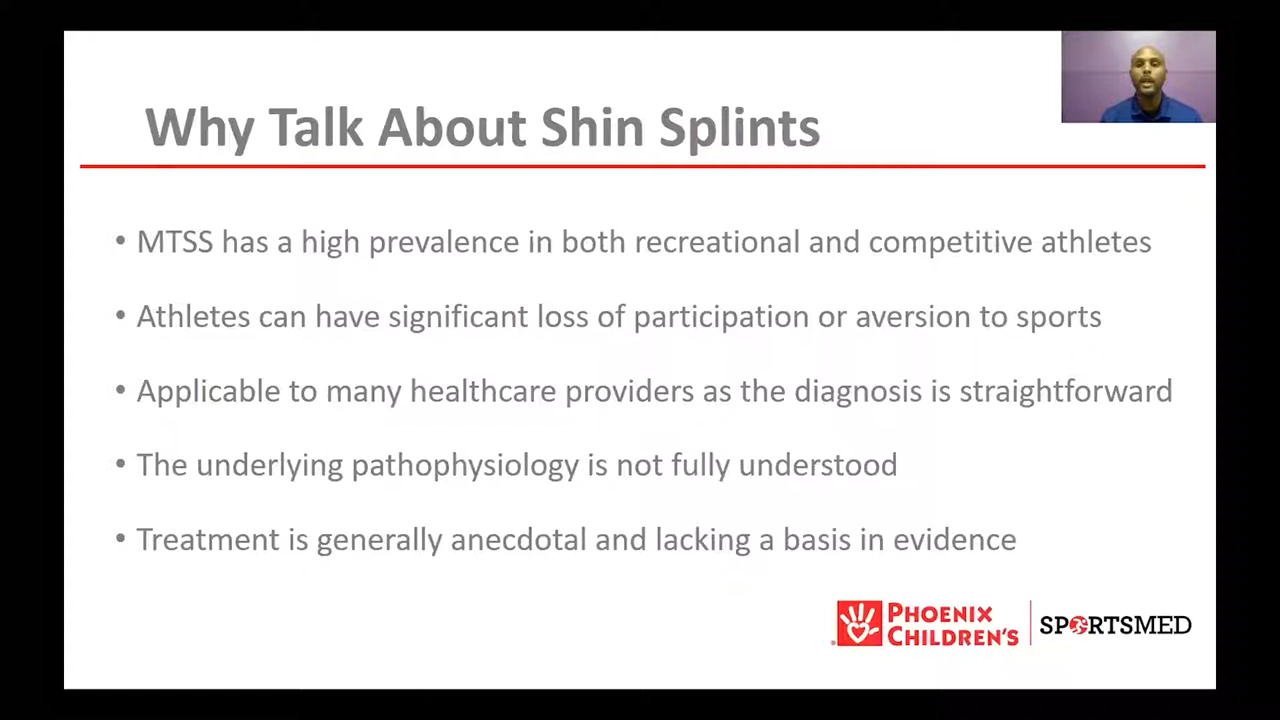 Why Talk About Shin Splints
• MTSS has a high prevalence in both recreational and competitive athletes
• Athletes can have significant loss of participation or aversion to sports
• Applicable to many healthcare providers as the diagnosis is straightforward
• The underlying pathophysiology is not fully understood
• Treatment is generally anecdotal and lacking a basis in evidence
PHOENIX
CHILDREN'S
SPORTSMED